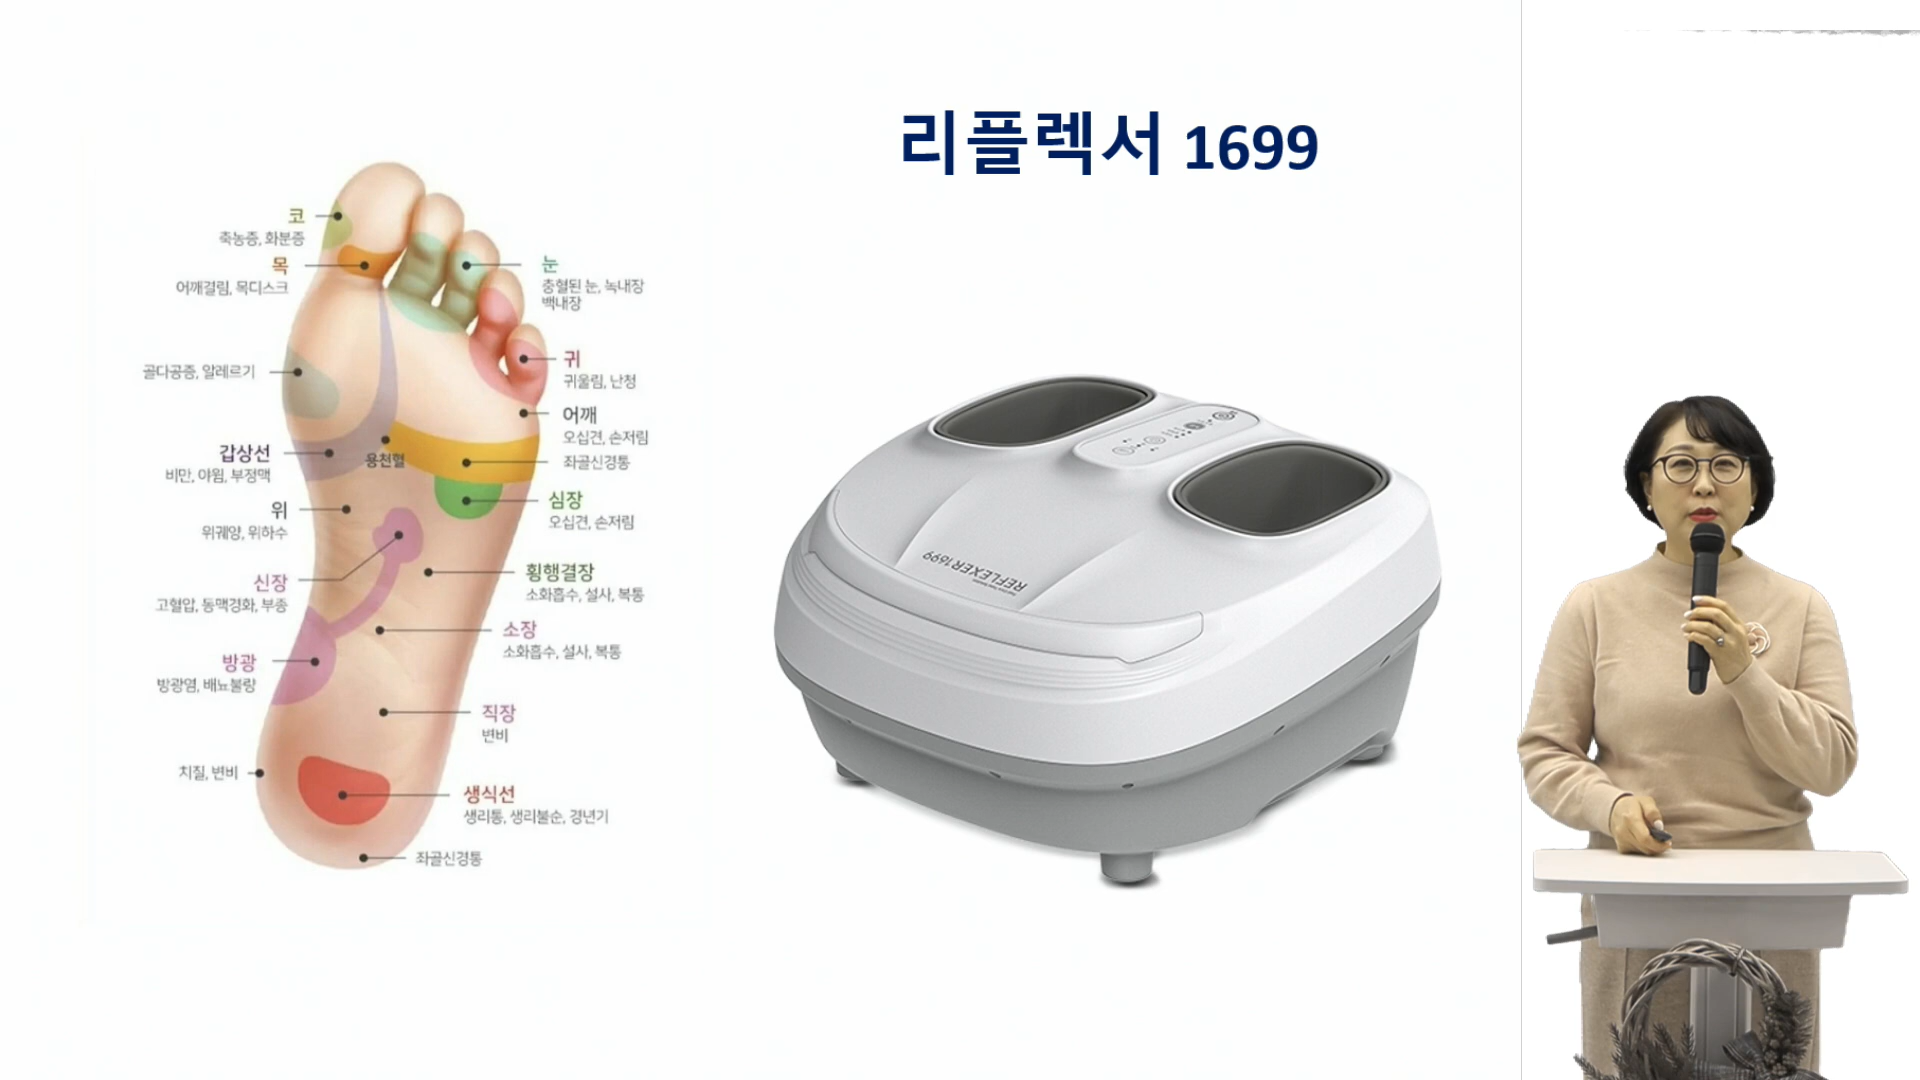 리플렉서 1699
코
축농증, 화분증
목
어깨결림, 목디스크
눈
충혈된 눈, 녹내장
백내장
귀
귀울림, 난청
골다공증, 알레르기
어깨
오십견, 손저림
갑상선
비만, 야윔, 부정맥
용천혈
좌골신경통
심장
오십견, 손저림
위
위궤양, 위하수
신장
고혈압, 동맥경화, 부종
횡행결장
소화흡수, 설사, 복통
소장
소화흡수, 설사, 복통
방광
방광염, 배뇨불량
직장
변비
치질, 변비
생식선
생리통, 생리불순, 경년기
좌골신경통
REFLEXER1699